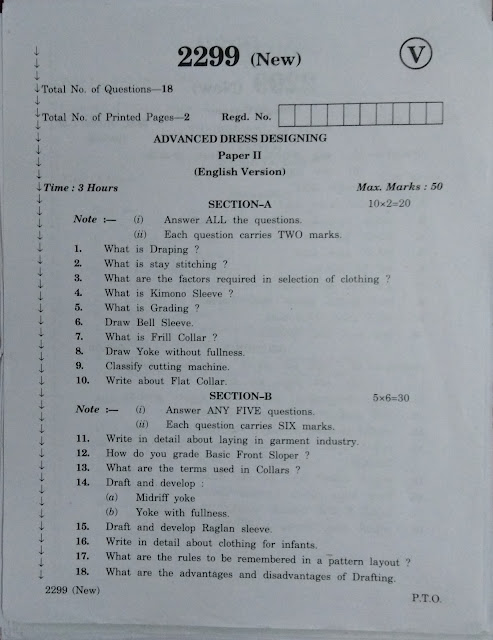 2299 (New)
V
Total No. of Questions—18
Total No. of Printed Pages—2 Regd. No.
ADVANCED DRESS DESIGNING
Paper II
(English Version)
Time : 3 Hours Max. Marks : 50
SECTION–A 10×2=20
Note :— (i) Answer ALL the questions.
(ii) Each question carries TWO marks.
1. What is Draping ?
2. What is stay stitching ?
3. What are the factors required in selection of clothing ?
4. What is Kimono Sleeve ?
5. What is Grading ?
6. Draw Bell Sleeve.
7. What is Frill Collar ?
8. Draw Yoke without fullness.
9. Classify cutting machine.
10. Write about Flat Collar.
SECTION–B 5×6=30
Note :— (i) Answer ANY FIVE questions.
(ii) Each question carries SIX marks.
11. Write in detail about laying in garment industry.
12. How do you grade Basic Front Sloper ?
13. What are the terms used in Collars ?
14. Draft and develop :
(a) Midriff yoke
(b) Yoke with fullness.
15. Draft and develop Raglan sleeve.
16. Write in detail about clothing for infants.
17. What are the rules to be remembered in a pattern layout ?
18. What are the advantages and disadvantages of Drafting.
2299 (New)
P.T.O.